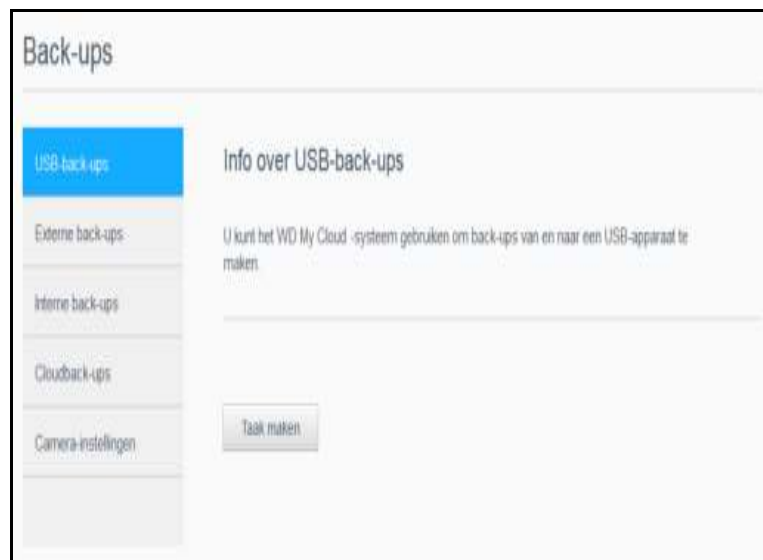 Back-ups
USB-back-ups
Externe back-ups
Interne back-ups
Cloudback-ups
Camera-instellingen
Info over USB-back-ups
U kunt het WD My Cloud -systeem gebruiken om back-ups van en naar een USB-apparaat te
maken.
Taak maken